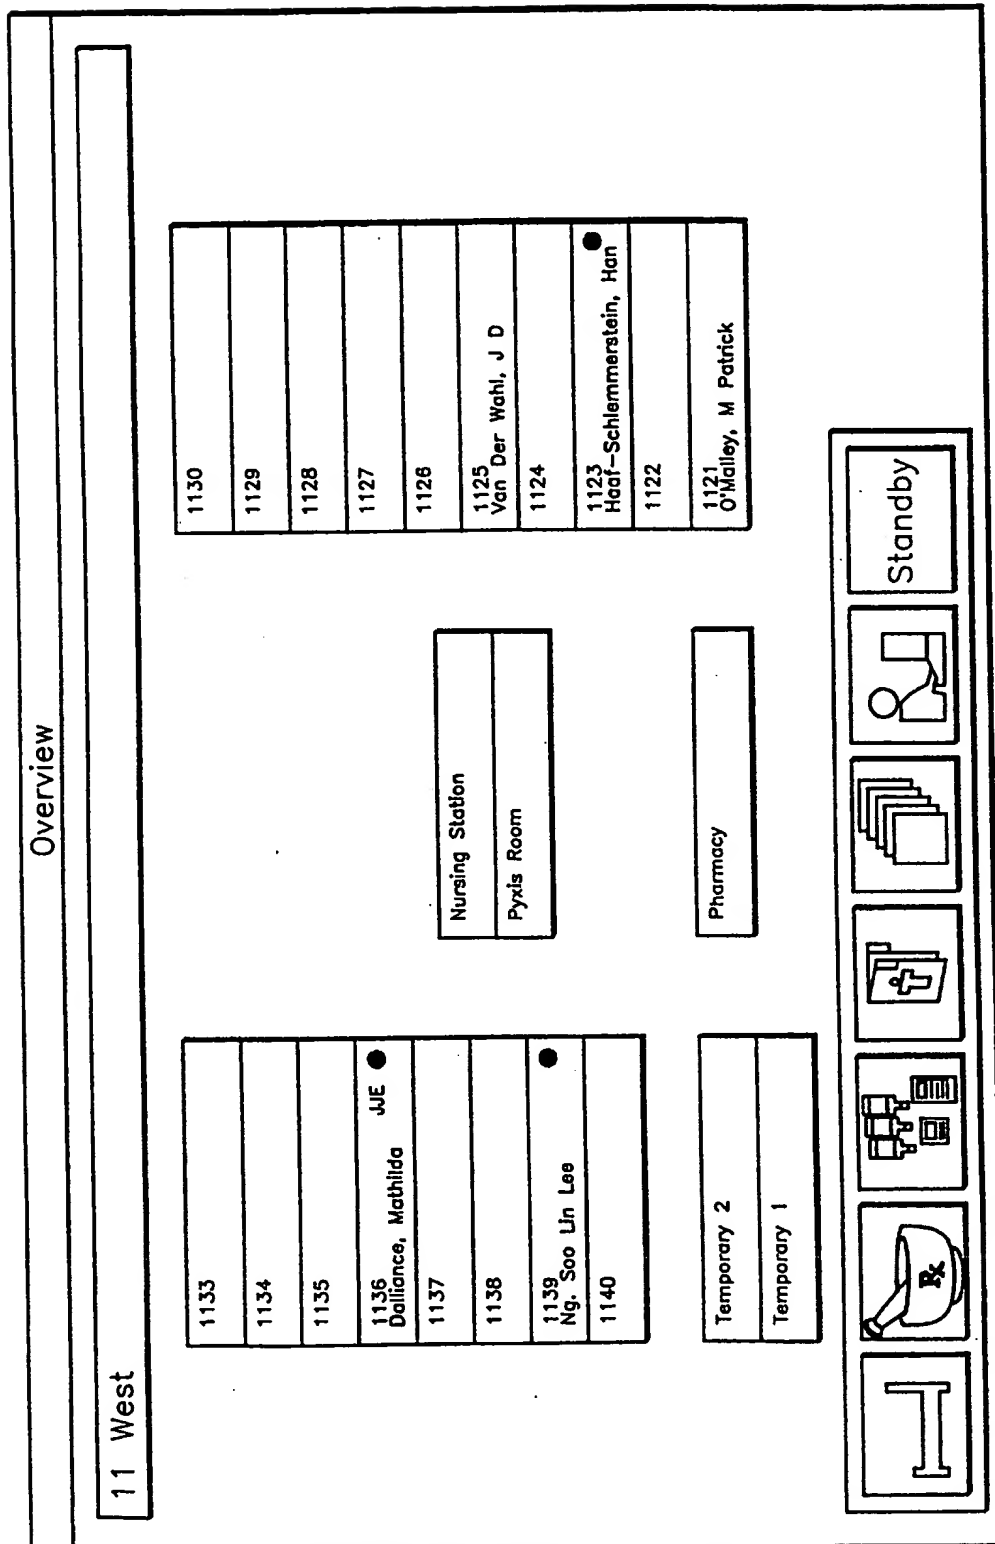 Overview
11 West
1133
1134
1135
1136 JJE
Dalliance, Mathilda
1137
1138
1139
Ng. Soo Lin Lee
1140
Temporary 2
Temporary 1
Nursing Station
Pyxis Room
Pharmacy
1130
1129
1128
1127
1126
1125
Van Der Wahl, J D
1124
1123
Haaf-Schlemmerstein, Han
1122
1121
O'Malley, M Patrick
Rx
Standby